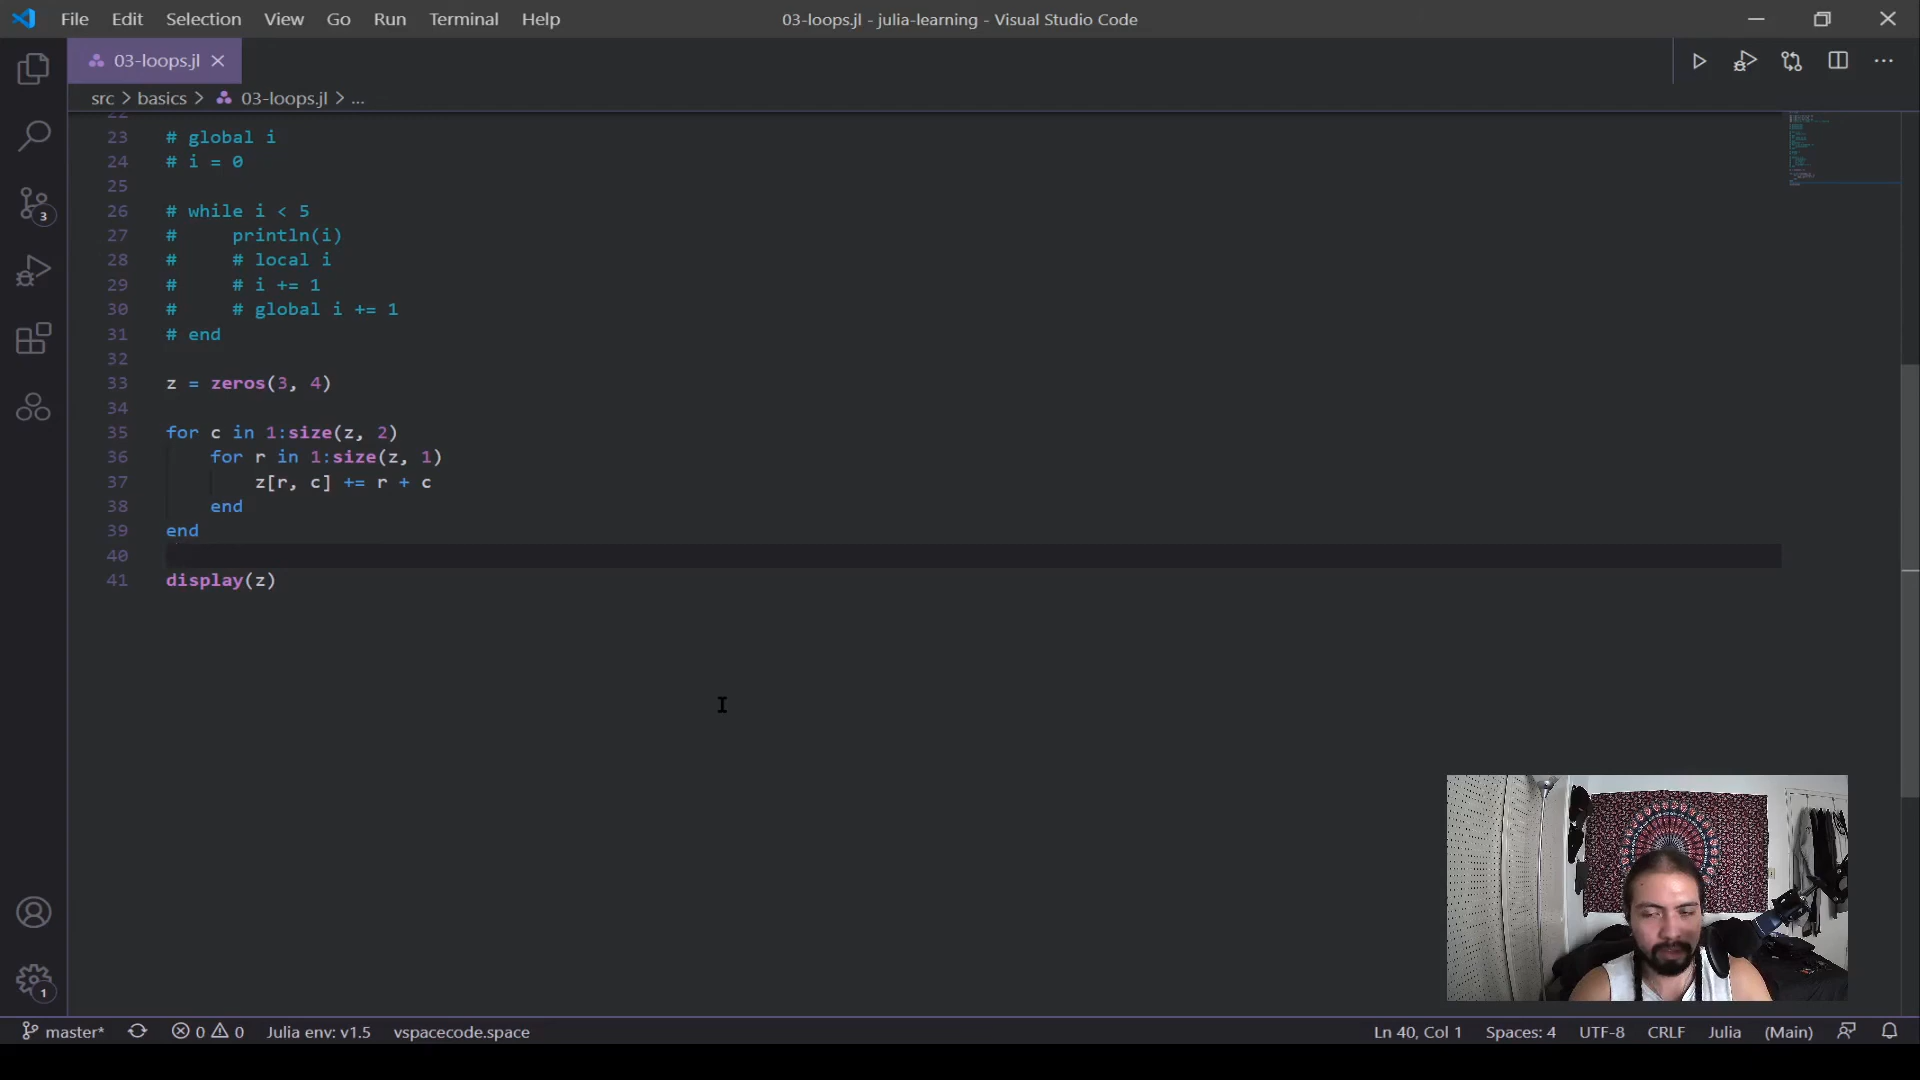 File Edit Selection View Go Run Terminal Help
03-loops.jl - julia-learning - Visual Studio Code
03-loops.jl
src > basics > 03-loops.jl > ...
22
23 # global i
24 # i = 0
25
26 # while i < 5
27 #     println(i)
28 #     # local i
29 #     # i += 1
30 #     # global i += 1
31 # end
32
33 z = zeros(3, 4)
34
35 for c in 1:size(z, 2)
36     for r in 1:size(z, 1)
37         z[r, c] += r + c
38     end
39 end
40
41 display(z)
3
1
master* 0 0 Julia env: v1.5 vspacecode.space
Ln 40, Col 1 Spaces: 4 UTF-8 CRLF Julia (Main)